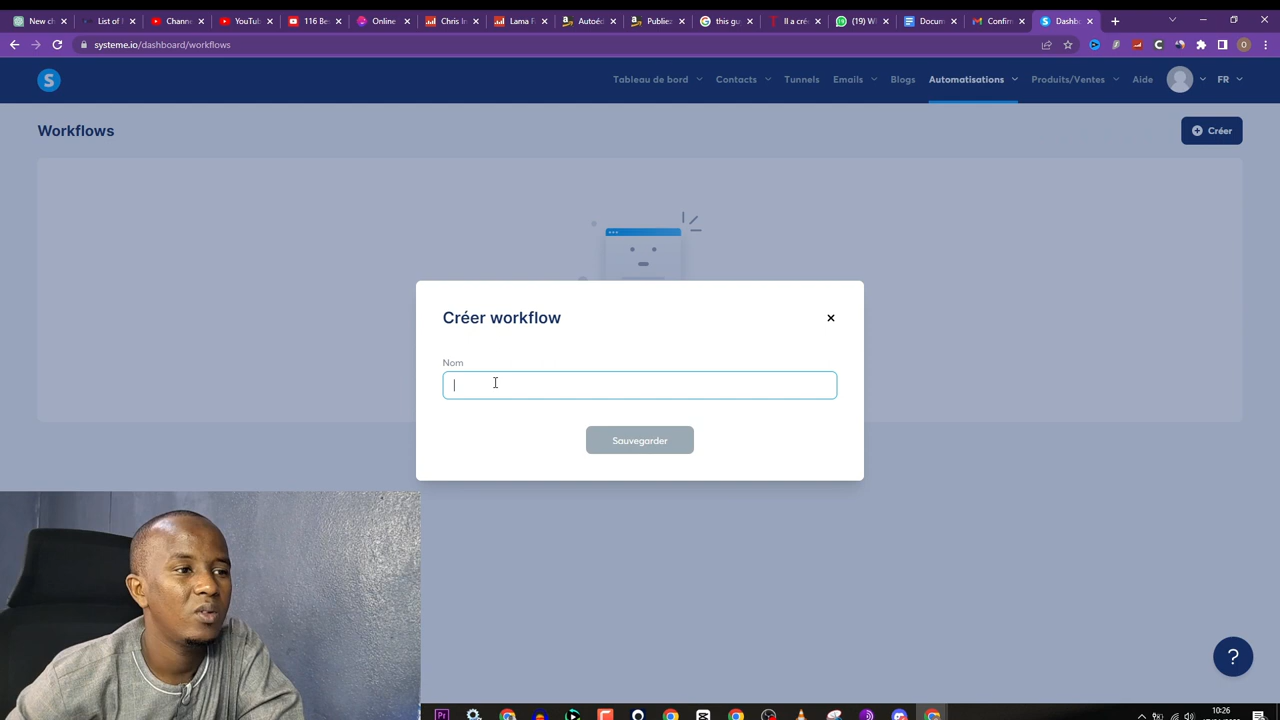 New ch
List of
Channe
YouTub
116 Be
Online
Chris In
Lama F
Autoéd
Publiez
this gu
Il a cré
(19) W
Docum
Confirm
Dashb
systeme.io/dashboard/workflows
S Tableau de bord Contacts Tunnels Emails Blogs Automatisations Produits/Ventes Aide FR
Workflows
Créer
Créer workflow
Nom
Sauvegarder
?
10:26